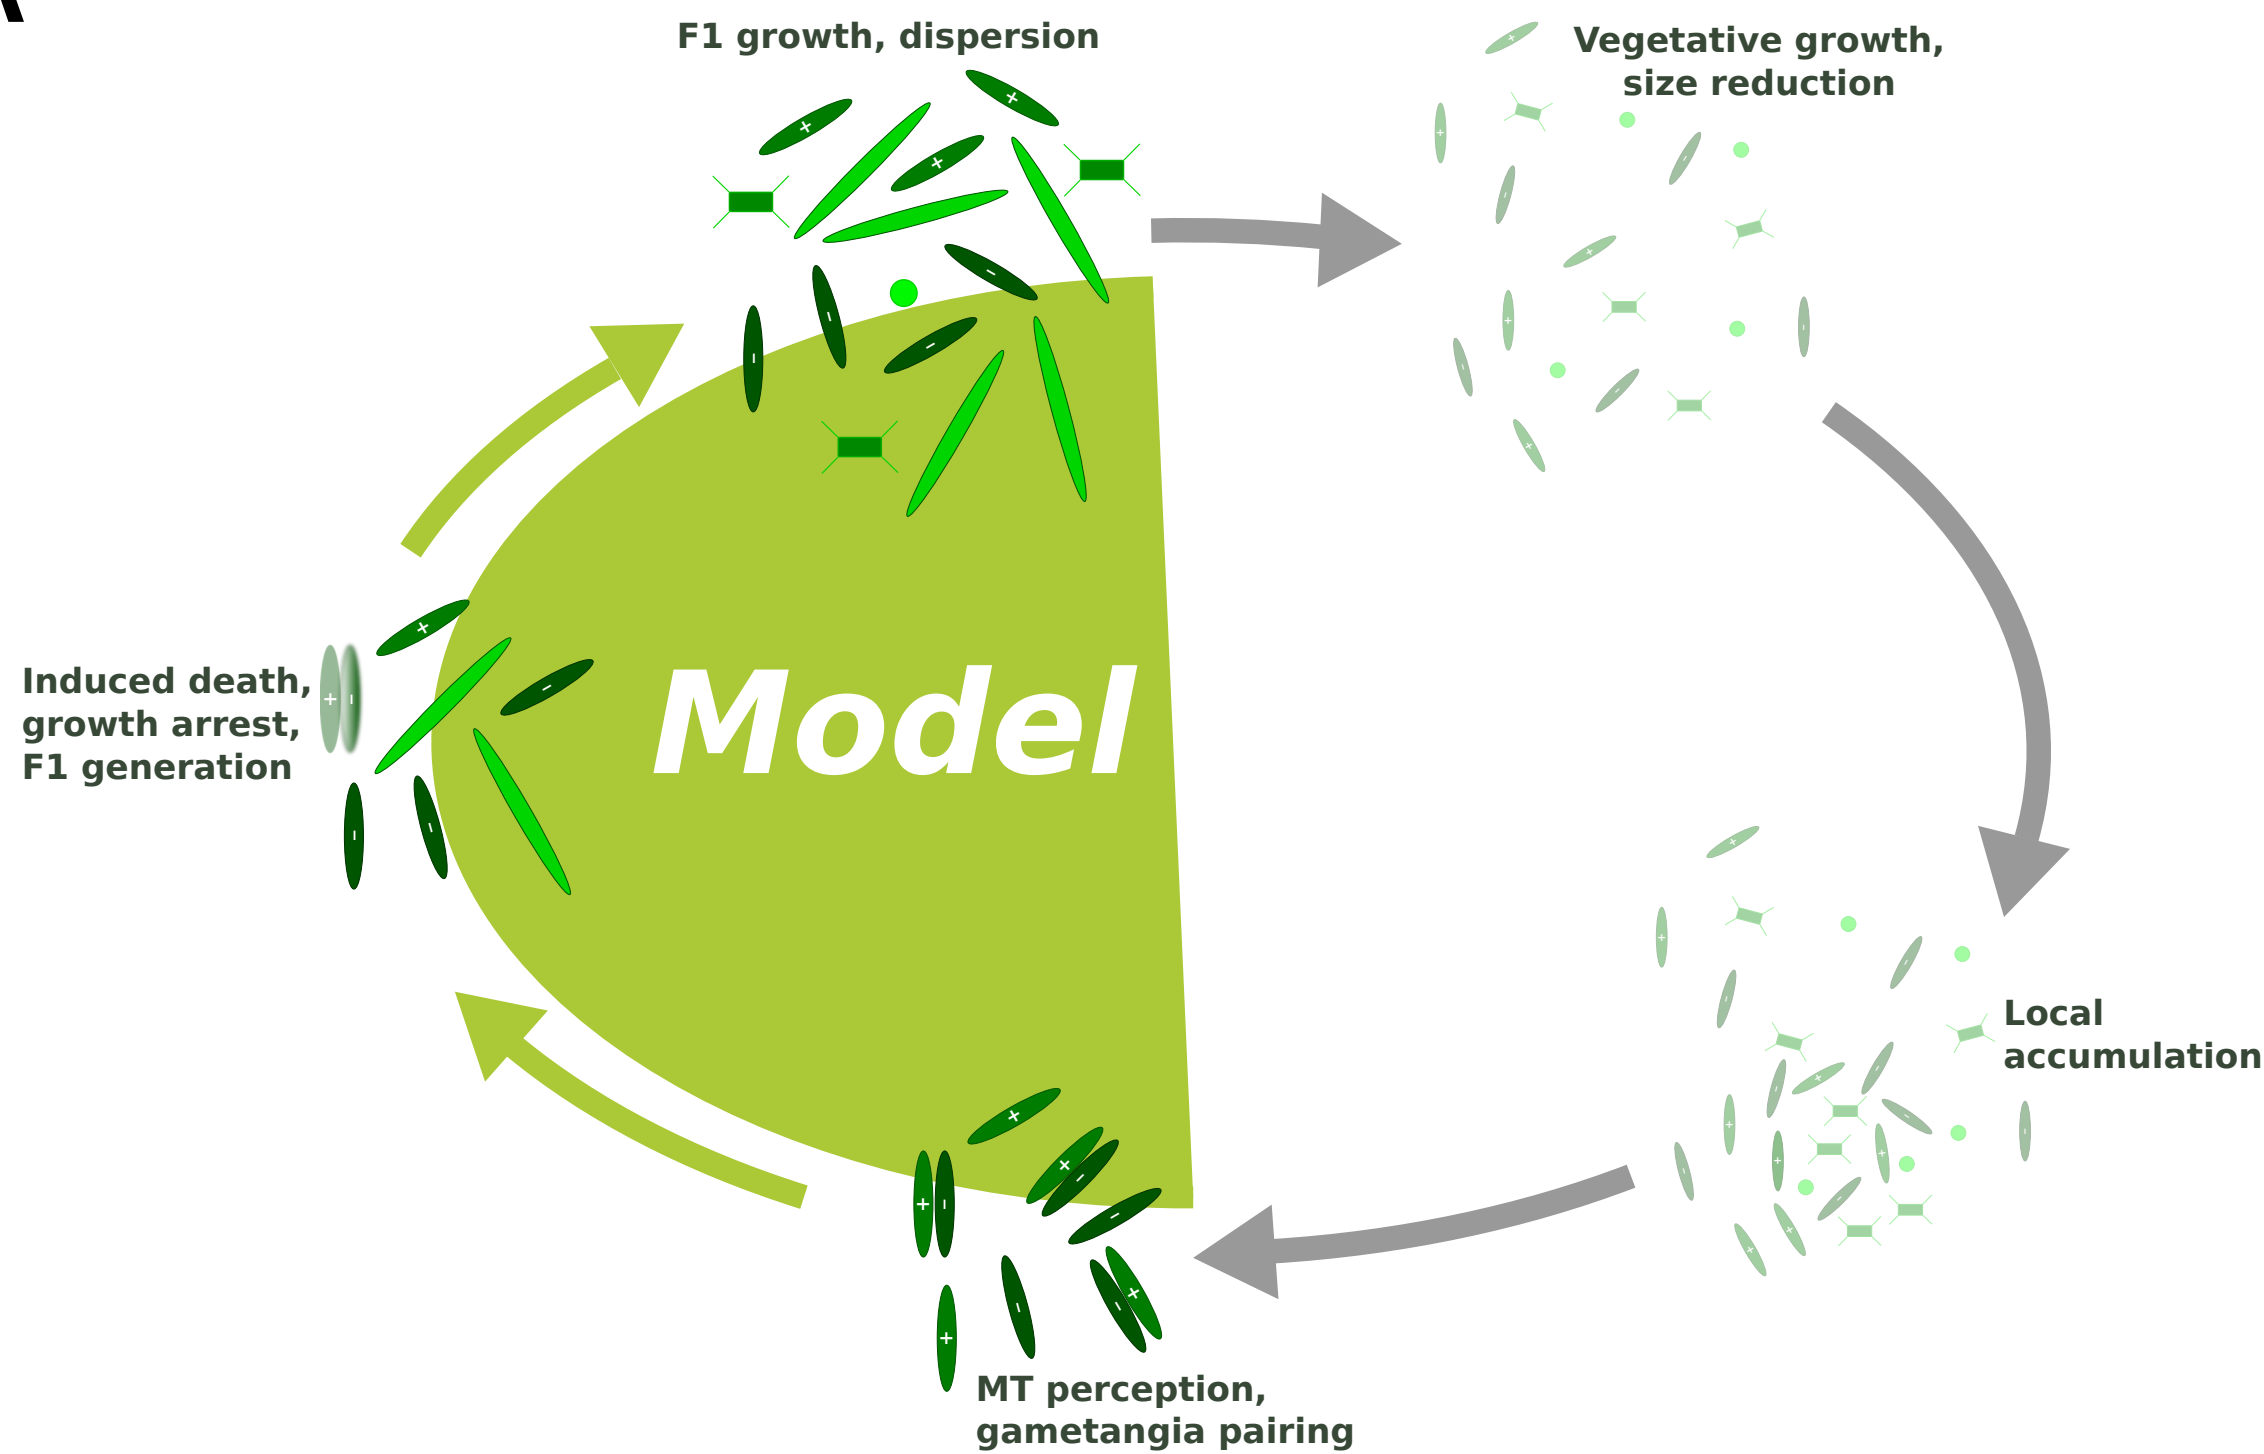 F1 growth, dispersion
Vegetative growth,
size reduction
Induced death,
growth arrest,
F1 generation
Model
Local
accumulation
MT perception,
gametangia pairing